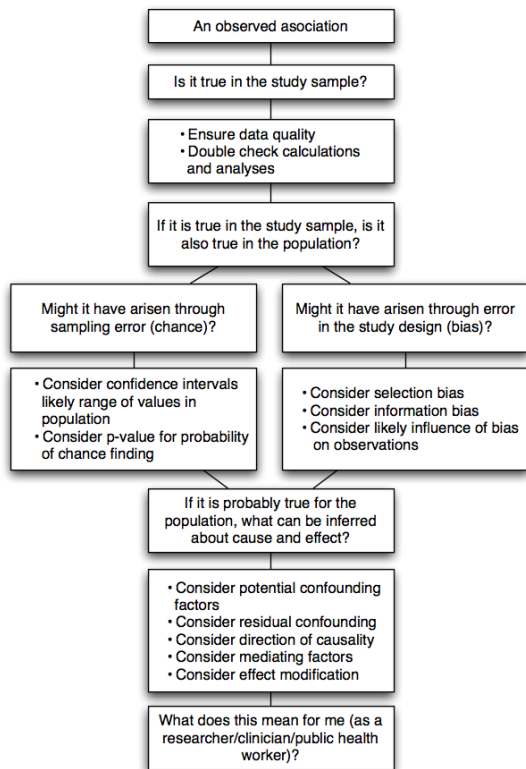 An observed asociation
Is it true in the study sample?
• Ensure data quality
• Double check calculations
and analyses
If it is true in the study sample, is it
also true in the population?
Might it have arisen through
sampling error (chance)?
Might it have arisen through error
in the study design (bias)?
• Consider confidence intervals
likely range of values in
population
• Consider p-value for probability
of chance finding
• Consider selection bias
• Consider information bias
• Consider likely influence of bias
on observations
If it is probably true for the
population, what can be inferred
about cause and effect?
• Consider potential confounding
factors
• Consider residual confounding
• Consider direction of causality
• Consider mediating factors
• Consider effect modification
What does this mean for me (as a
researcher/clinician/public health
worker)?